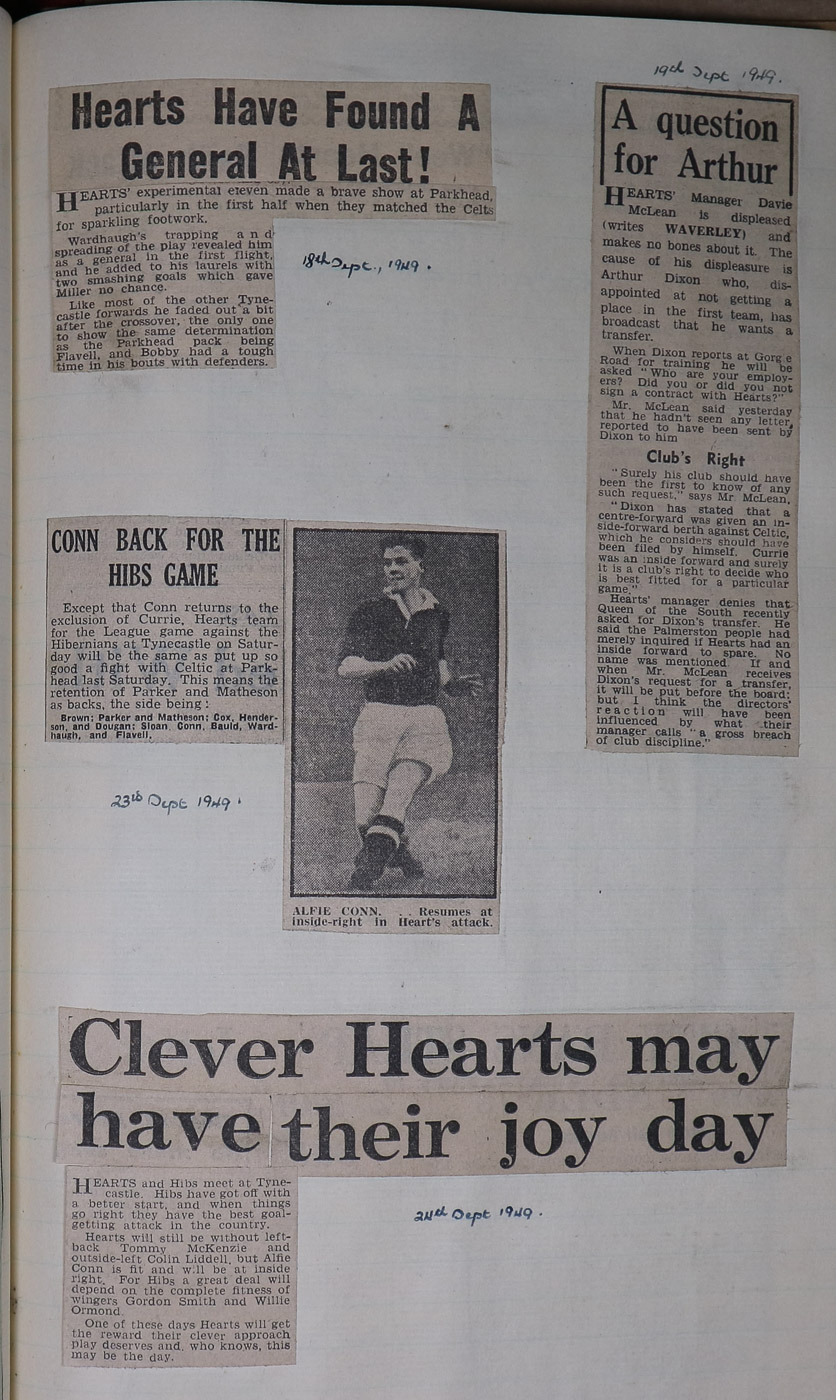 Hearts Have Found A
General At Last!
HEARTS' experimental eleven made a brave show at Parkhead,
particularly in the first half when they matched the Celts
for sparkling footwork.
Wardhaugh's trapping and
spreading of the play revealed him
as a general in the first flight,
and he added to his laurels with
two smashing goals which gave
Miller no chance.
Like most of the other Tyne-
castle forwards he faded out a bit
after the crossover, the only one
to show the same determination
as the Parkhead pack being
Flavell, and Bobby had a tough
time in his bouts with defenders.
18th Sept., 1949.
19th Sept 1949.
A question
for Arthur
HEARTS' Manager Davie
McLean is displeased
(writes WAVERLEY) and
makes no bones about it. The
cause of his displeasure is
Arthur Dixon who, dis-
appointed at not getting a
place in the first team, has
broadcast that he wants a
transfer.
When Dixon reports at Gorgie
Road for training he will be
asked "Who are your employ-
ers? Did you or did you not
sign a contract with Hearts?"
Mr. McLean said yesterday
that he hadn't seen any letter,
reported to have been sent by
Dixon to him
Club's Right
"Surely his club should have
been the first to know of any
such request," says Mr. McLean.
"Dixon has stated that a
centre-forward was given an in-
side-forward berth against Celtic,
which he considers should have
been filed by himself. Currie
was an inside forward and surely
it is a club's right to decide who
is best fitted for a particular
game."
Hearts' manager denies that
Queen of the South recently
asked for Dixon's transfer. He
said the Palmerston people had
merely inquired if Hearts had an
inside forward to spare. No
name was mentioned. If and
when Mr. McLean receives
Dixon's request for a transfer,
it will be put before the board;
but I think the directors'
reaction will have been
influenced by what their
manager calls "a gross breach
of club discipline."
CONN BACK FOR THE
HIBS GAME
Except that Conn returns to the
exclusion of Currie, Hearts team
for the League game against the
Hibernians at Tynecastle on Satur-
day will be the same as put up so
good a fight with Celtic at Park-
head last Saturday. This means the
retention of Parker and Matheson
as backs, the side being:
Brown; Parker and Matheson; Cox, Hender-
son, and Dougan; Sloan, Conn, Bauld, Ward-
haugh, and Flavell.
23rd Sept 1949.
ALFIE CONN. . . Resumes at
inside-right in Heart's attack.
Clever Hearts may
have their joy day
HEARTS and Hibs meet at Tyne-
castle. Hibs have got off with
a better start, and when things
go right they have the best goal-
getting attack in the country.
Hearts will still be without left-
back Tommy McKenzie and
outside-left Colin Liddell, but Alfie
Conn is fit and will be at inside
right. For Hibs a great deal will
depend on the complete fitness of
wingers Gordon Smith and Willie
Ormond.
One of these days Hearts will get
the reward their clever approach
play deserves and, who knows, this
may be the day.
24th Sept 1949.